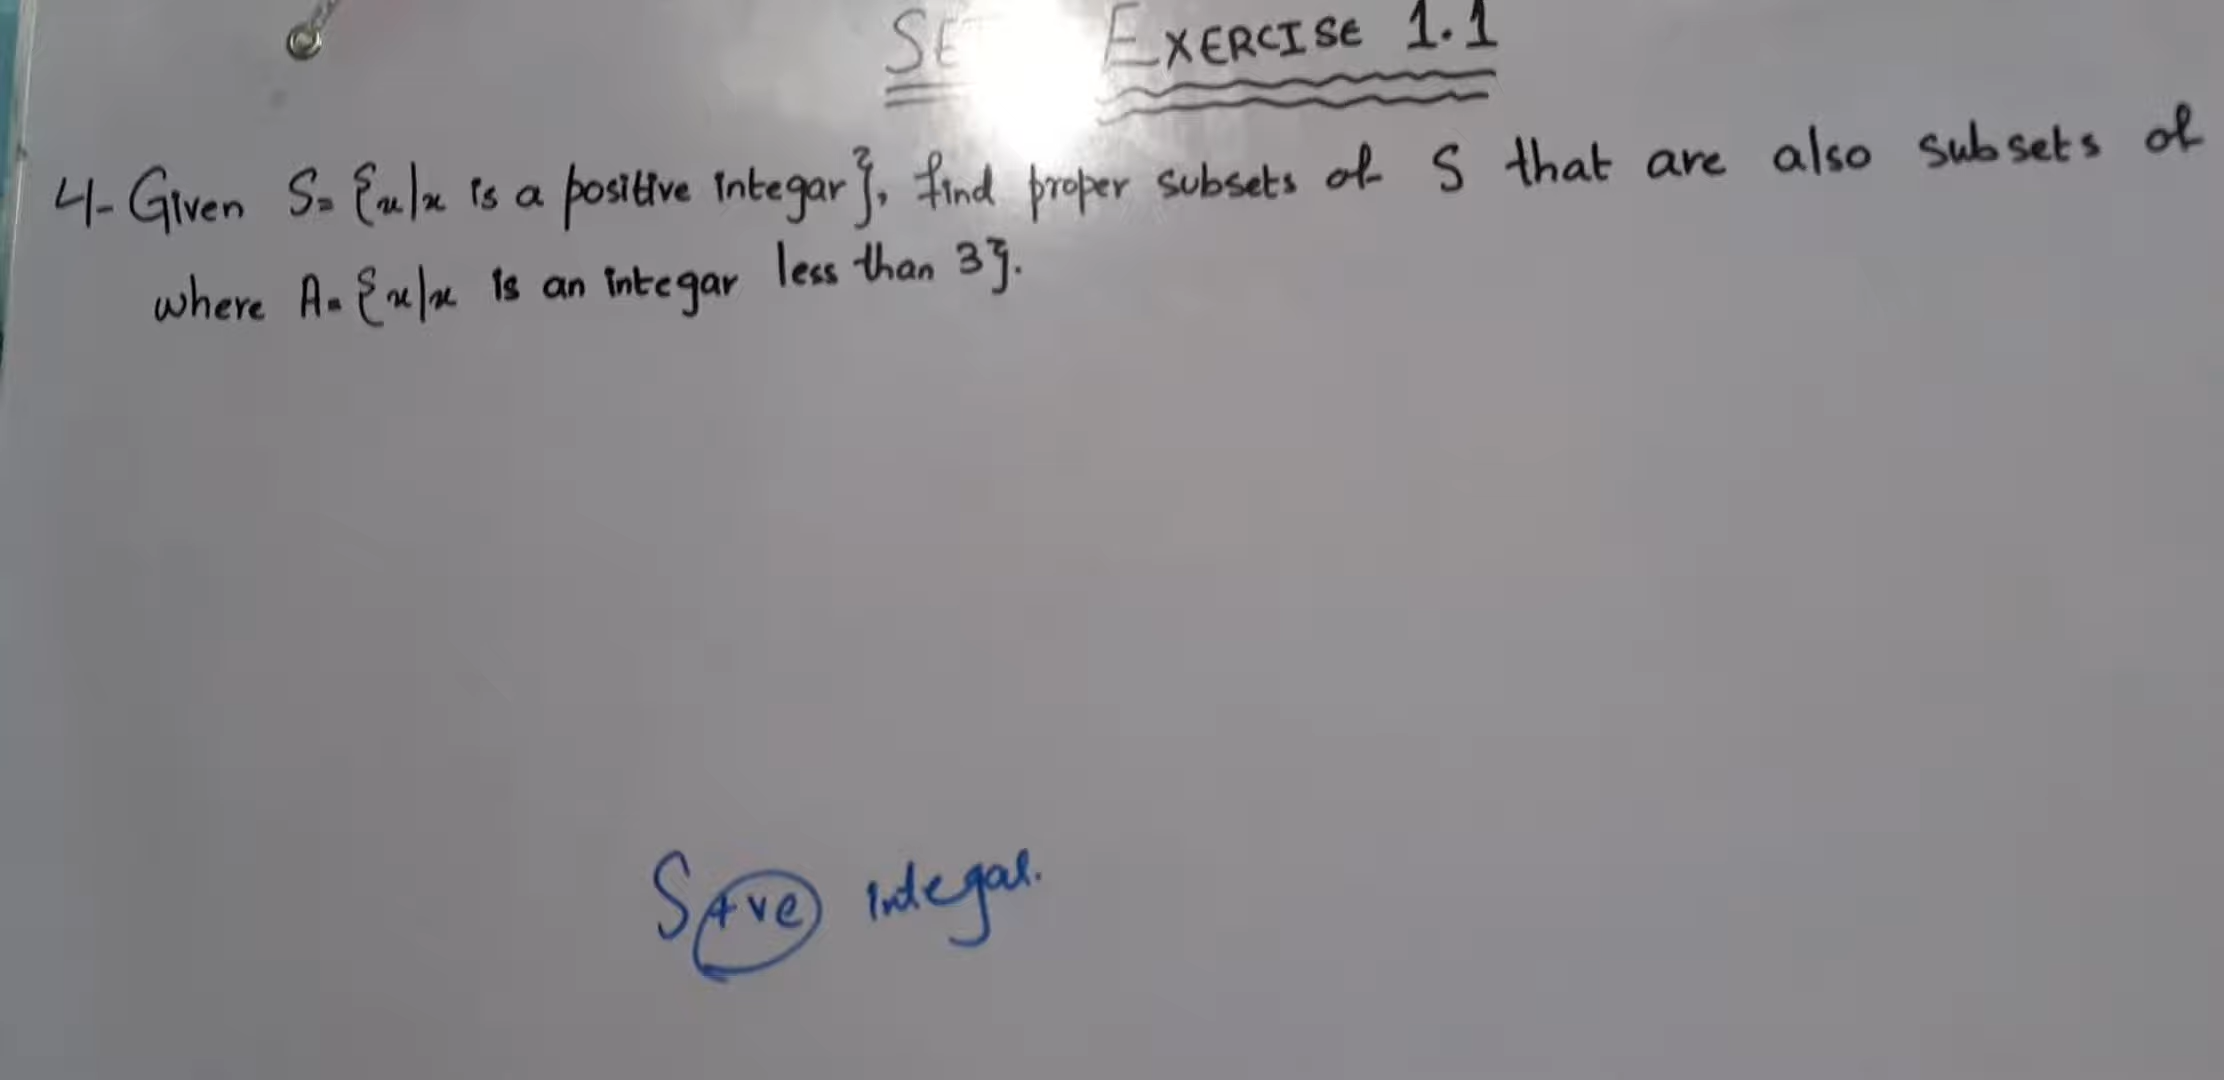 SE EXERCISE 1.1
4- Given S= {x|x is a positive integar}, find proper subsets of S that are also subsets of
where A= {x|x is an integar less than 3}.
S +ve integar.